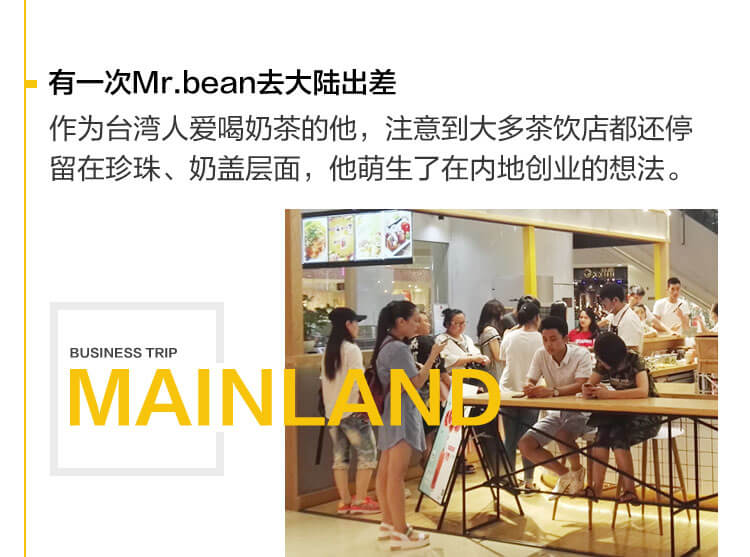 有一次Mr.bean去大陆出差
作为台湾人爱喝奶茶的他，注意到大多茶饮店都还停
留在珍珠、奶盖层面，他萌生了在内地创业的想法。
BUSINESS TRIP
MAINLAND